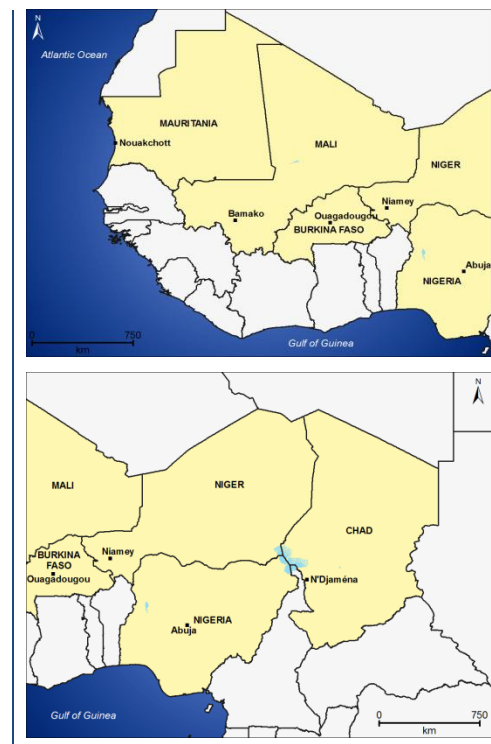 N
Atlantic Ocean
MAURITANIA
Nouakchott
MALI
NIGER
Bamako
Ouagadougou
Niamey
BURKINA FASO
Abuja
NIGERIA
0 750
km
Gulf of Guinea
N
MALI
NIGER
CHAD
BURKINA
FASO
Niamey
Ouagadougou
N'Djaména
NIGERIA
Abuja
Gulf of Guinea
0 750
km